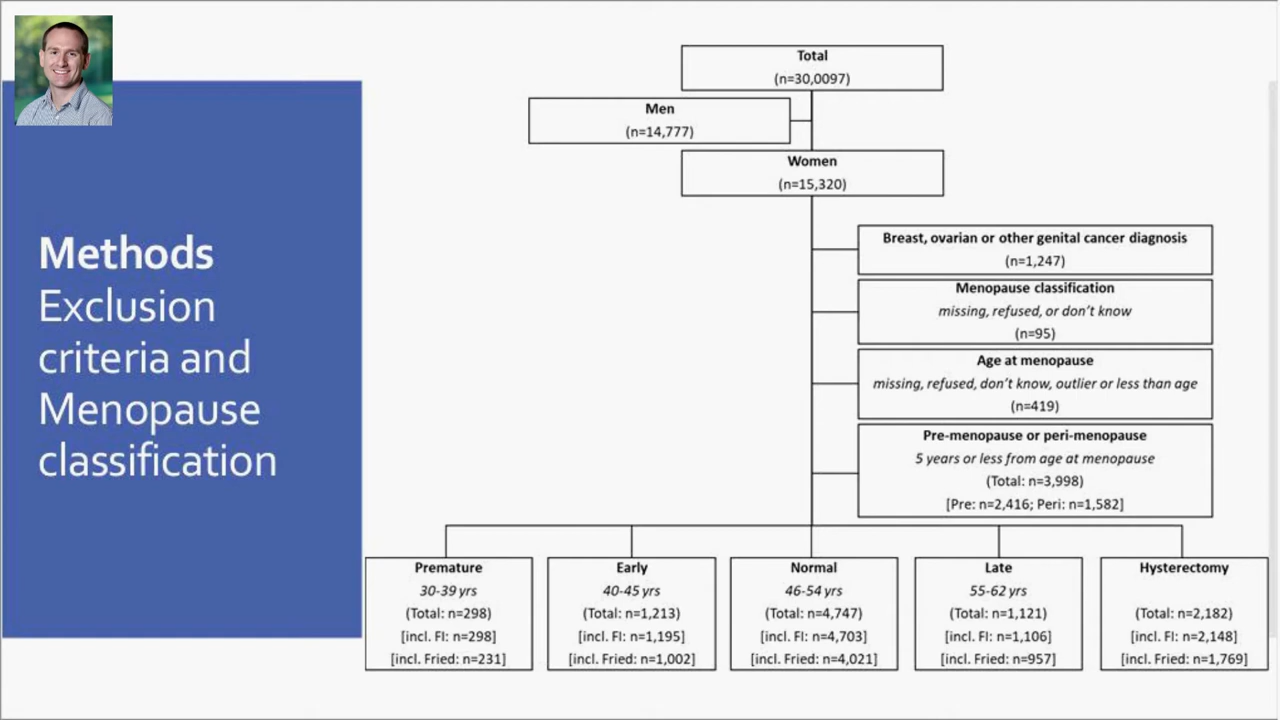 Methods
Exclusion
criteria and
Menopause
classification
Total
(n=30,0097)
Men
(n=14,777)
Women
(n=15,320)
Breast, ovarian or other genital cancer diagnosis
(n=1,247)
Menopause classification
missing, refused, or don't know
(n=95)
Age at menopause
missing, refused, don't know, outlier or less than age
(n=419)
Pre-menopause or peri-menopause
5 years or less from age at menopause
(Total: n=3,998)
[Pre: n=2,416; Peri: n=1,582]
Premature
30-39 yrs
(Total: n=298)
[incl. FI: n=298]
[incl. Fried: n=231]
Early
40-45 yrs
(Total: n=1,213)
[incl. FI: n=1,195]
[incl. Fried: n=1,002]
Normal
46-54 yrs
(Total: n=4,747)
[incl. FI: n=4,703]
[incl. Fried: n=4,021]
Late
55-62 yrs
(Total: n=1,121)
[incl. FI: n=1,106]
[incl. Fried: n=957]
Hysterectomy
(Total: n=2,182)
[incl. FI: n=2,148]
[incl. Fried: n=1,769]